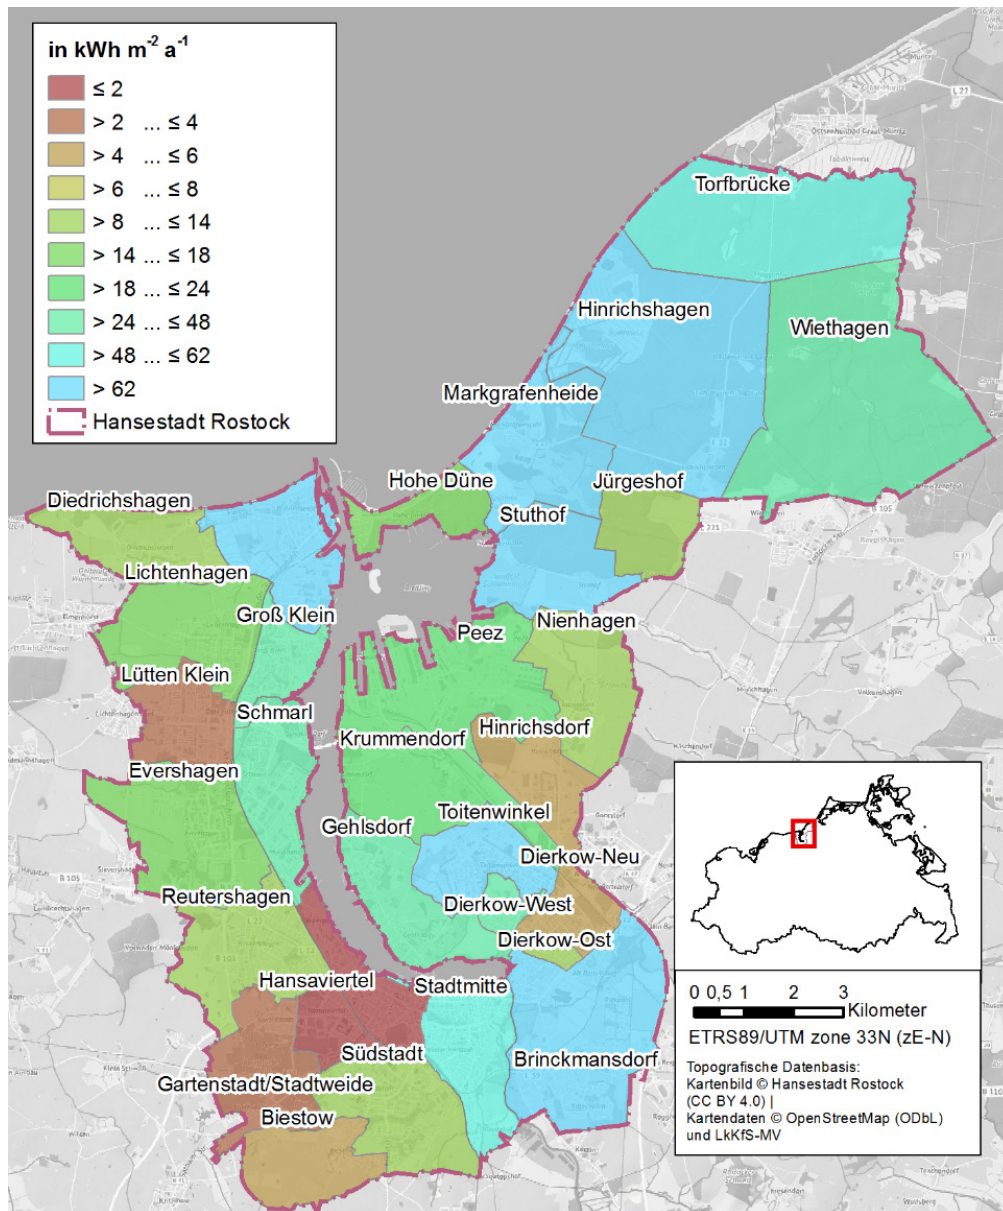 in kWh m⁻² a⁻¹
≤ 2
> 2 ... ≤ 4
> 4 ... ≤ 6
> 6 ... ≤ 8
> 8 ... ≤ 14
> 14 ... ≤ 18
> 18 ... ≤ 24
> 24 ... ≤ 48
> 48 ... ≤ 62
> 62
Hansestadt Rostock
L 22
Torfbrücke
Hinrichshagen
Wiethagen
Markgrafenheide
Hohe Düne
Jürgeshof
Diedrichshagen
Stuthof
B 105
Lichtenhagen
Groß Klein
Peez
Nienhagen
Lütten Klein
Schmarl
Hinrichsdorf
Krummendorf
Evershagen
Toitenwinkel
Gehlsdorf
Dierkow-Neu
Reutershagen
Dierkow-West
Dierkow-Ost
Hansaviertel
Stadtmitte
Südstadt
Brinckmansdorf
Gartenstadt/Stadtweide
Biestow
0 0,5 1 2 3
Kilometer
ETRS89/UTM zone 33N (zE-N)
Topografische Datenbasis:
Kartenbild © Hansestadt Rostock
(CC BY 4.0) |
Kartendaten © OpenStreetMap (ODbL)
und LkKfS-MV